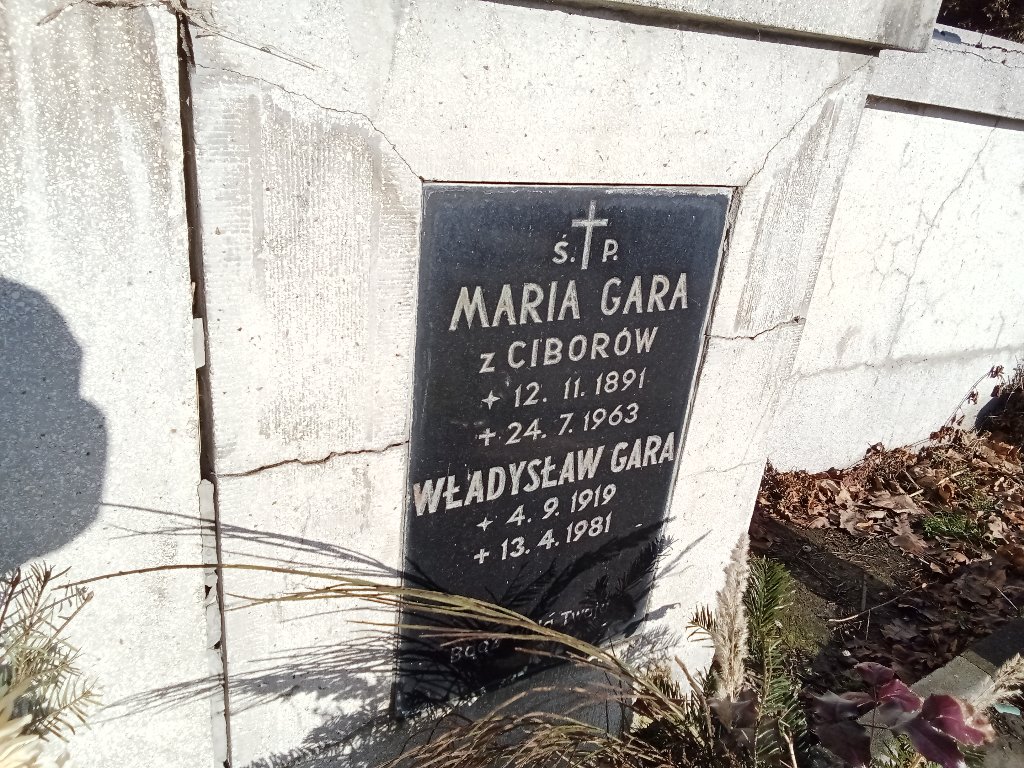 Ś. P.
MARIA GARA
z CIBORÓW
+ 12. 11. 1891
+ 24. 7. 1963
WŁADYSŁAW GARA
+ 4. 9. 1919
+ 13. 4. 1981